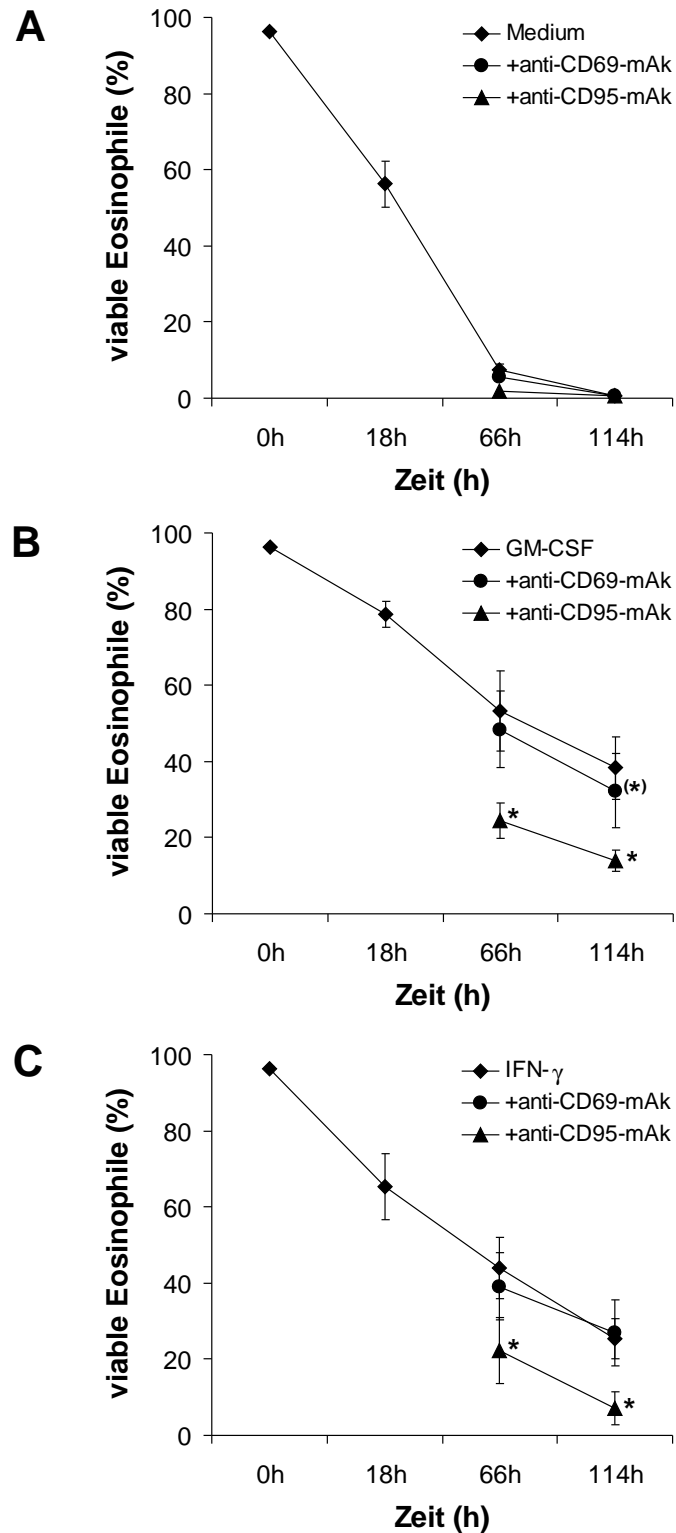 A
viable Eosinophile (%)
100
80
60
40
20
0
Medium
+anti-CD69-mAk
+anti-CD95-mAk
0h 18h 66h 114h
Zeit (h)
B
viable Eosinophile (%)
100
80
60
40
20
0
GM-CSF
+anti-CD69-mAk
+anti-CD95-mAk
(*)
*
*
0h 18h 66h 114h
Zeit (h)
C
viable Eosinophile (%)
100
80
60
40
20
0
IFN-γ
+anti-CD69-mAk
+anti-CD95-mAk
*
*
0h 18h 66h 114h
Zeit (h)